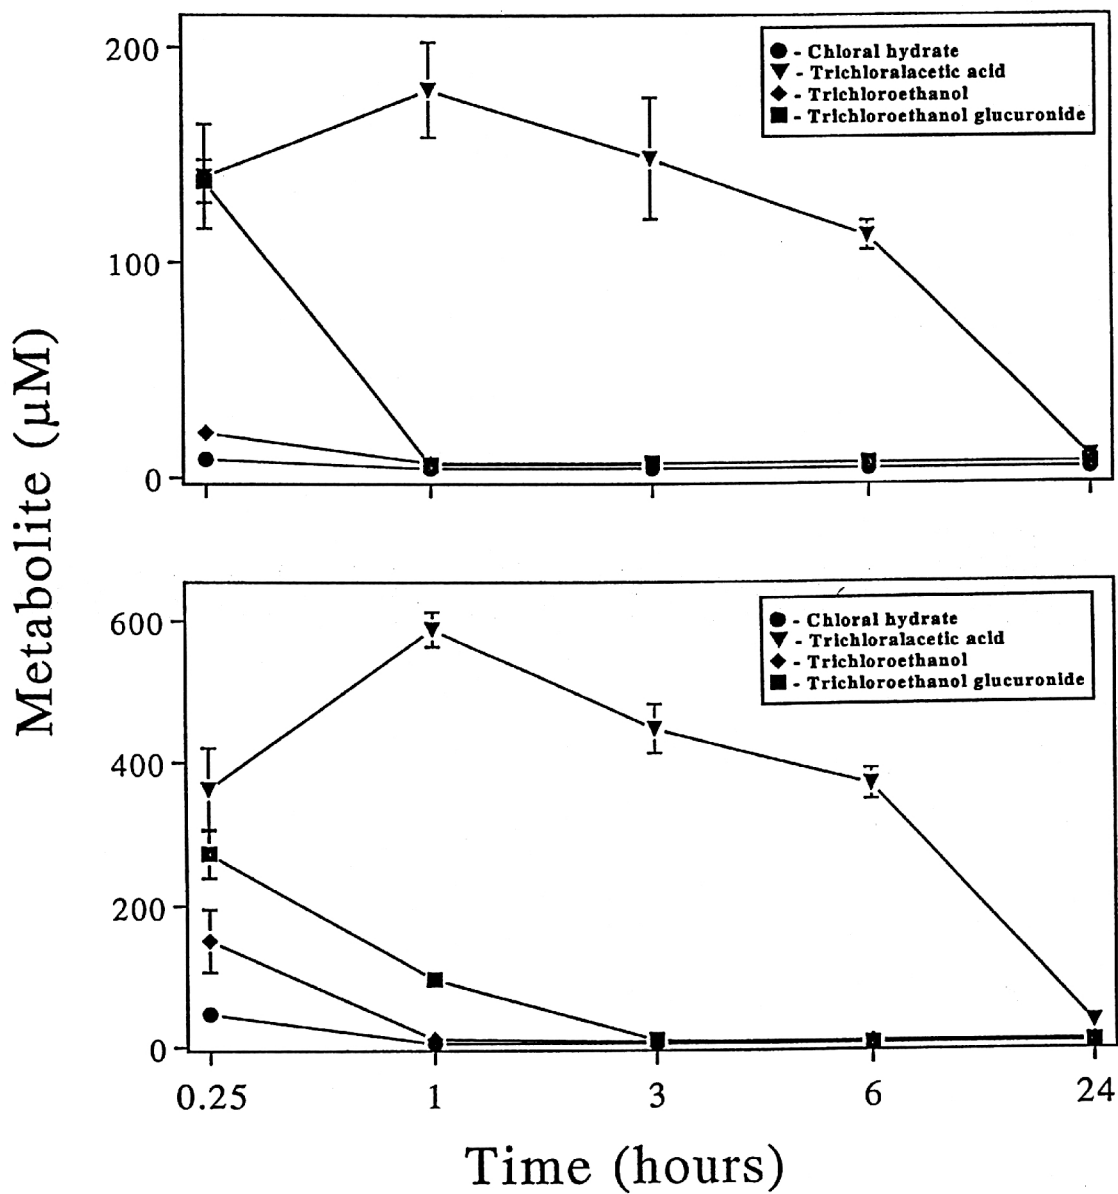 Metabolite (µM)
200
100
0
● - Chloral hydrate
▼ - Trichloralacetic acid
◆ - Trichloroethanol
■ - Trichloroethanol glucuronide
600
400
200
0
● - Chloral hydrate
▼ - Trichloralacetic acid
◆ - Trichloroethanol
■ - Trichloroethanol glucuronide
0.25 1 3 6 24
Time (hours)